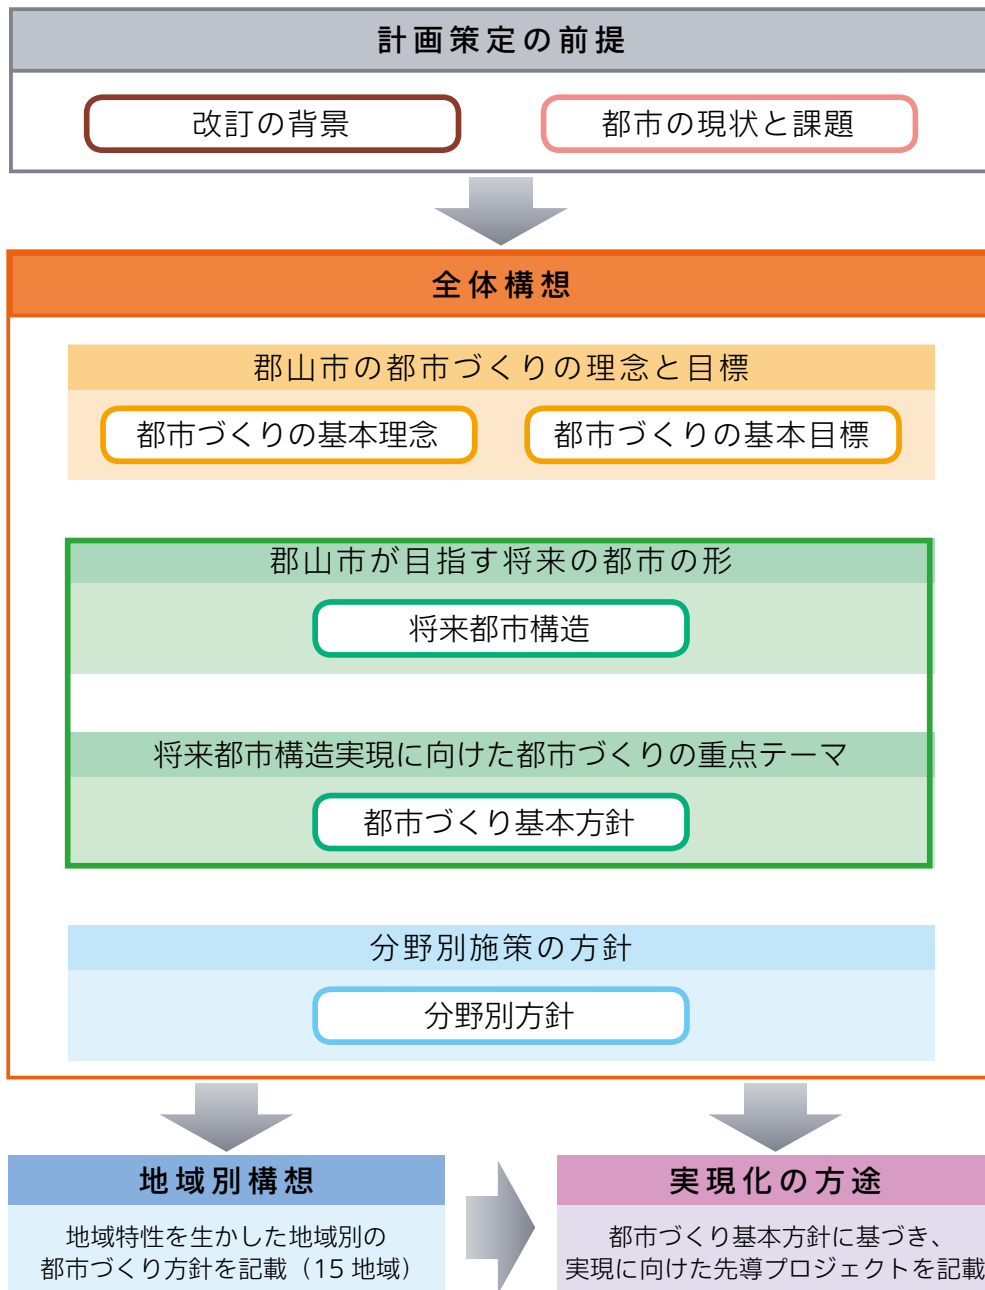 計画策定の前提
改訂の背景
都市の現状と課題
全体構想
郡山市の都市づくりの理念と目標
都市づくりの基本理念
都市づくりの基本目標
郡山市が目指す将来の都市の形
将来都市構造
将来都市構造実現に向けた都市づくりの重点テーマ
都市づくり基本方針
分野別施策の方針
分野別方針
地域別構想
地域特性を生かした地域別の
都市づくり方針を記載（15 地域）
実現化の方途
都市づくり基本方針に基づき、
実現に向けた先導プロジェクトを記載